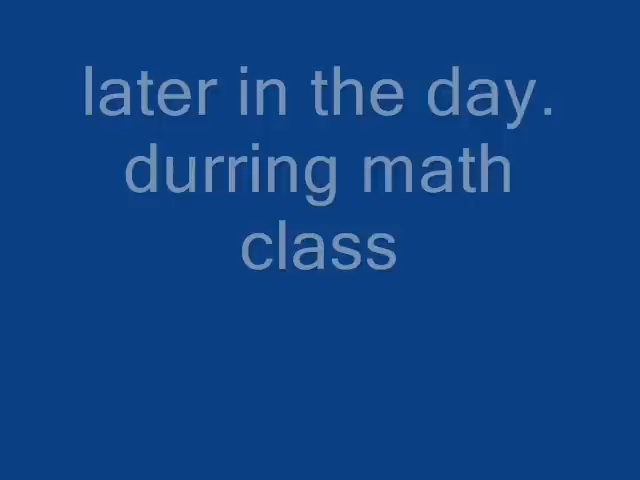 later in the day.
durring math
class